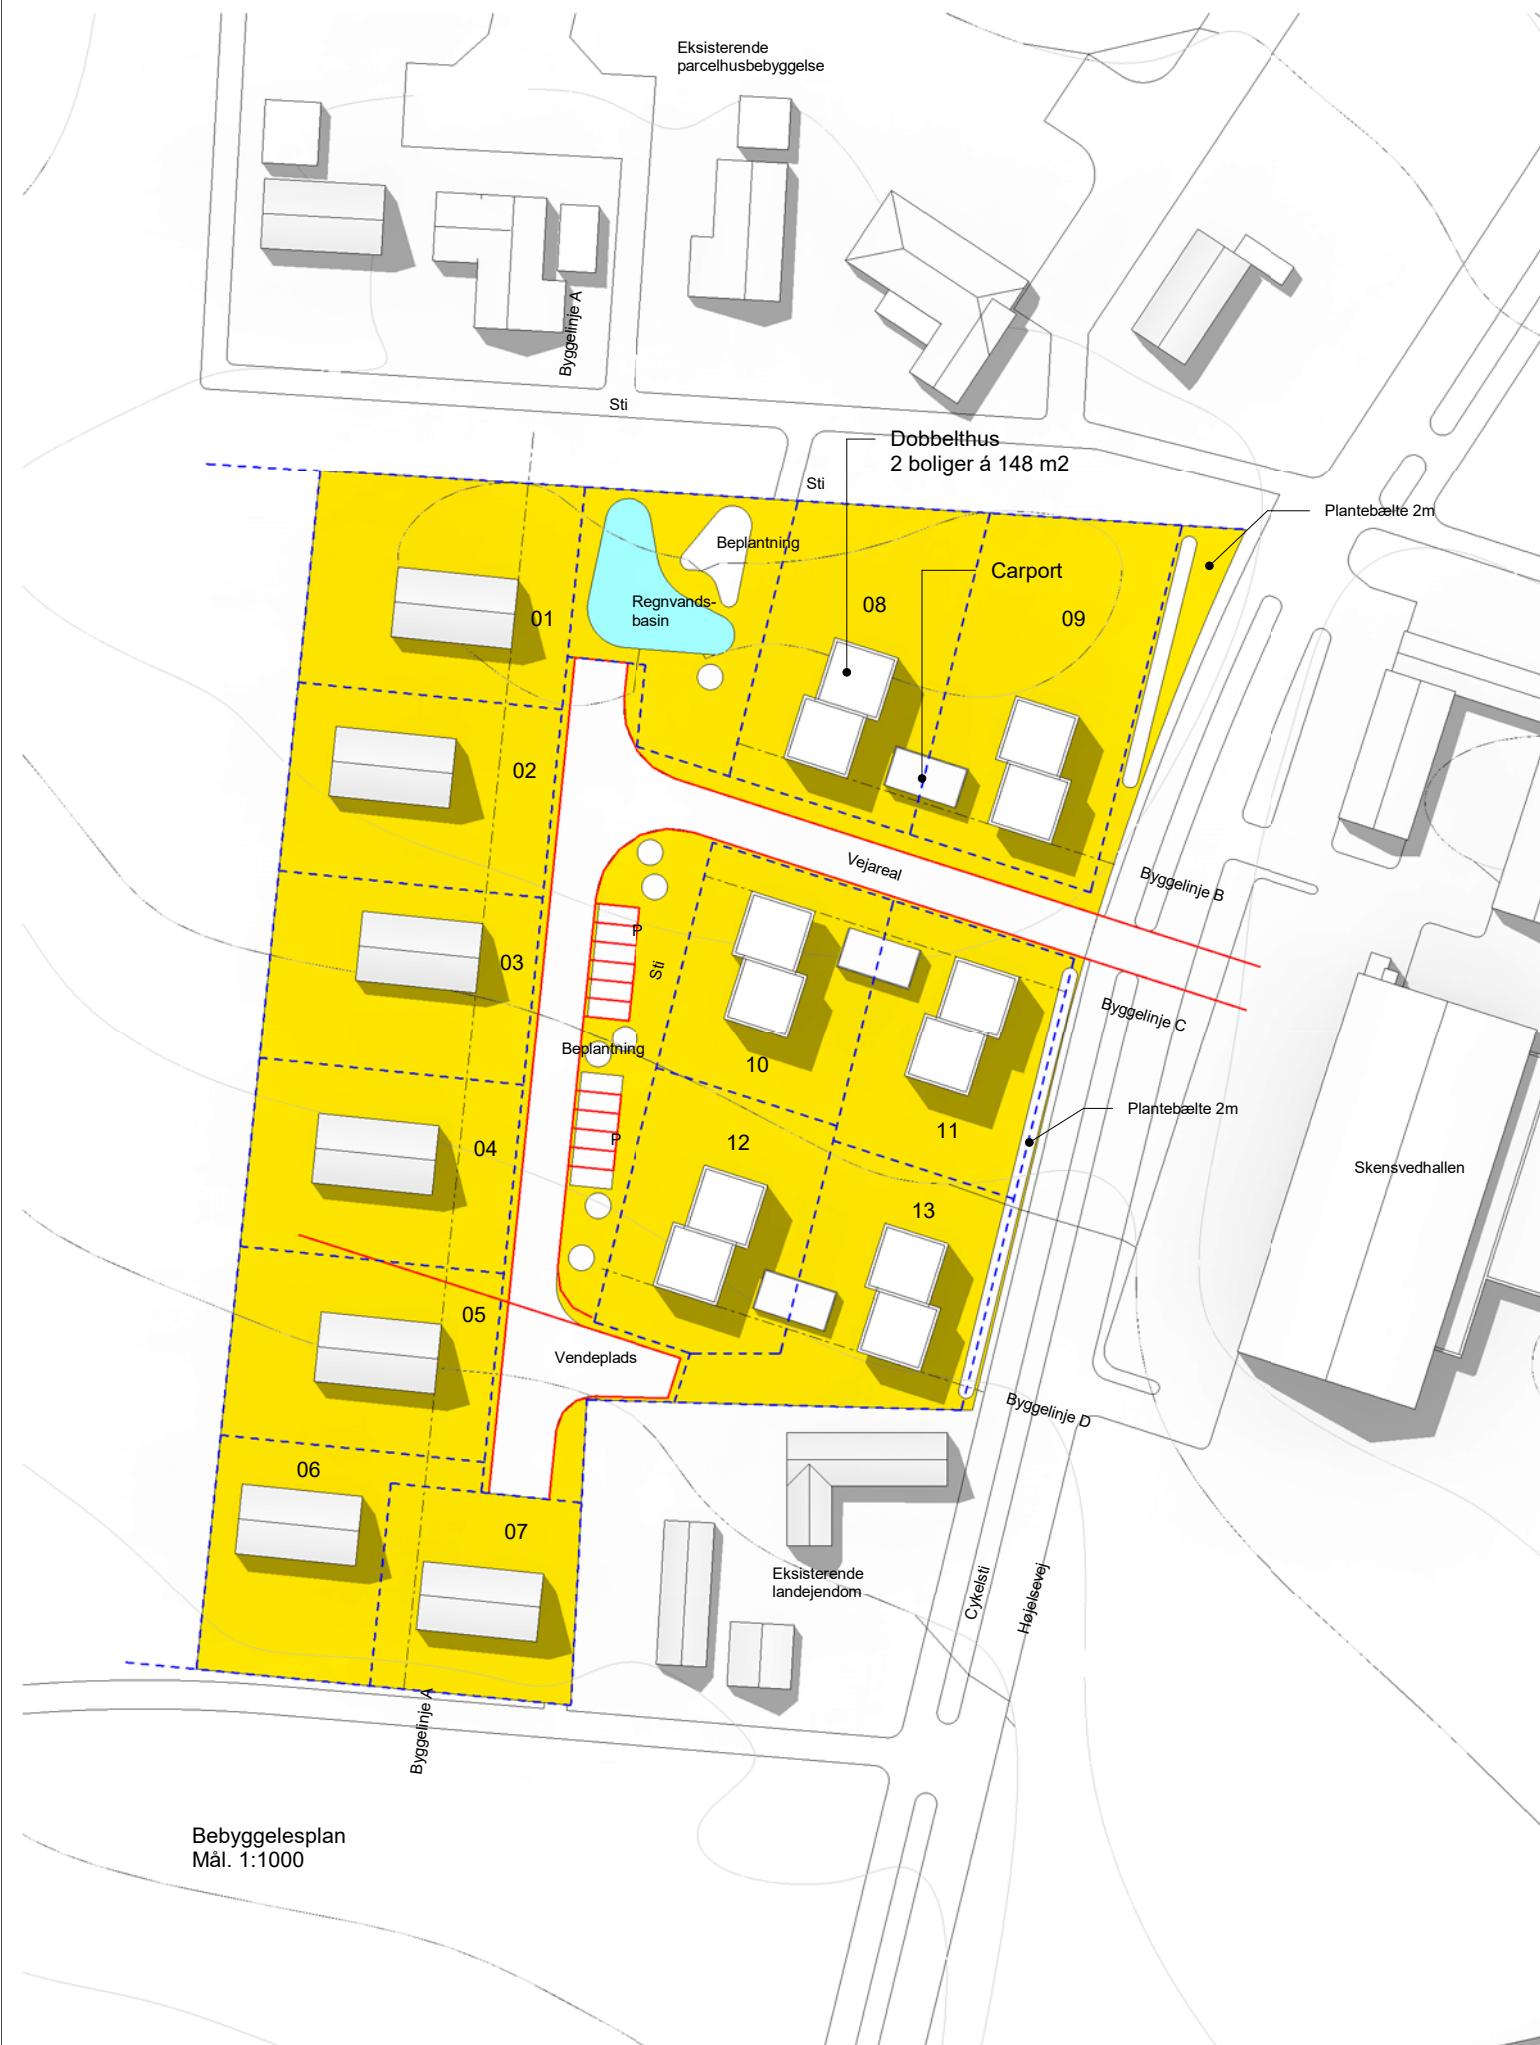 Eksisterende
parcelhusbebyggelse
Byggelinje A
Sti
Dobbelthus
2 boliger á 148 m2
Sti
Plantebælte 2m
Beplantning
Carport
Regnvands-
basin
08
01
09
02
Vejareal
Byggelinje B
P
03
Sti
Byggelinje C
Beplantning
10
Plantebælte 2m
11
P
12
04
Skensvedhallen
13
05
Vendeplads
Byggelinje D
06
07
Eksisterende
landejendom
Cykelsti
Højelsevej
Byggelinje A
Bebyggelesplan
Mål. 1:1000